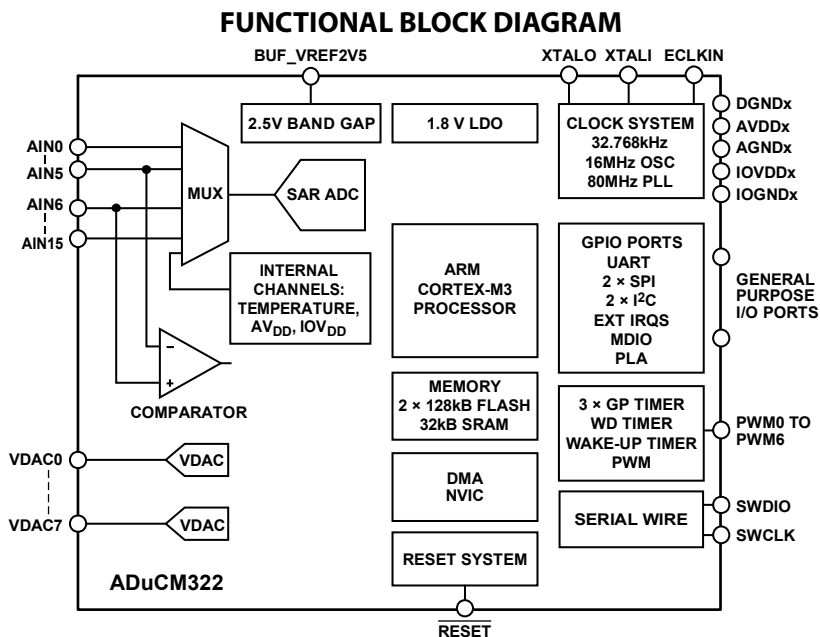 FUNCTIONAL BLOCK DIAGRAM
BUF_VREF2V5
XTALO XTALI ECLKIN
2.5V BAND GAP
1.8 V LDO
CLOCK SYSTEM
32.768kHz
16MHz OSC
80MHz PLL
DGNDx
AVDDx
AGNDx
IOVDDx
IOGNDx
AIN0
AIN5
AIN6
AIN15
MUX
SAR ADC
INTERNAL
CHANNELS:
TEMPERATURE,
AVDD, IOVDD
ARM
CORTEX-M3
PROCESSOR
GPIO PORTS
UART
2 × SPI
2 × I2C
EXT IRQS
MDIO
PLA
GENERAL
PURPOSE
I/O PORTS
−
+
COMPARATOR
MEMORY
2 × 128kB FLASH
32kB SRAM
3 × GP TIMER
WD TIMER
WAKE-UP TIMER
PWM
PWM0 TO
PWM6
VDAC0
VDAC
VDAC7
VDAC
DMA
NVIC
SERIAL WIRE
SWDIO
SWCLK
RESET SYSTEM
ADuCM322
RESET